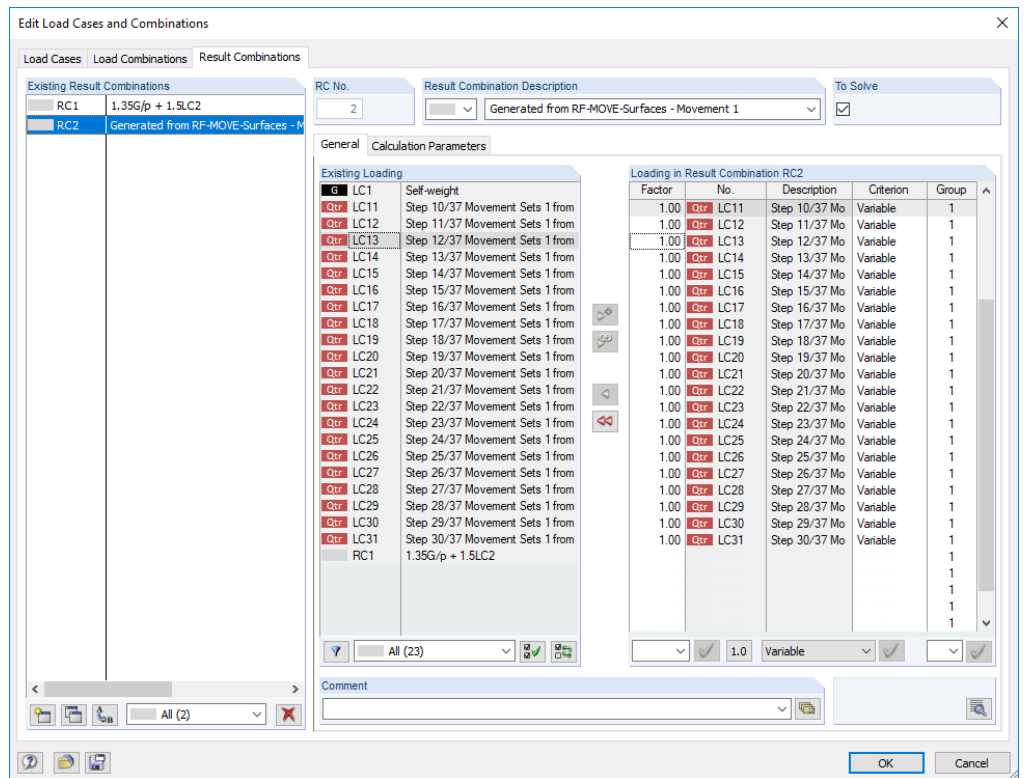 Edit Load Cases and Combinations
Load Cases Load Combinations Result Combinations
Existing Result Combinations
RC1 1.35G/p + 1.5LC2
RC2 Generated from RF-MOVE-Surfaces - M
All (2)
RC No.
2
Result Combination Description
Generated from RF-MOVE-Surfaces - Movement 1
To Solve
General Calculation Parameters
Existing Loading
G LC1 Self-weight
Qtr LC11 Step 10/37 Movement Sets 1 from
Qtr LC12 Step 11/37 Movement Sets 1 from
Qtr LC13 Step 12/37 Movement Sets 1 from
Qtr LC14 Step 13/37 Movement Sets 1 from
Qtr LC15 Step 14/37 Movement Sets 1 from
Qtr LC16 Step 15/37 Movement Sets 1 from
Qtr LC17 Step 16/37 Movement Sets 1 from
Qtr LC18 Step 17/37 Movement Sets 1 from
Qtr LC19 Step 18/37 Movement Sets 1 from
Qtr LC20 Step 19/37 Movement Sets 1 from
Qtr LC21 Step 20/37 Movement Sets 1 from
Qtr LC22 Step 21/37 Movement Sets 1 from
Qtr LC23 Step 22/37 Movement Sets 1 from
Qtr LC24 Step 23/37 Movement Sets 1 from
Qtr LC25 Step 24/37 Movement Sets 1 from
Qtr LC26 Step 25/37 Movement Sets 1 from
Qtr LC27 Step 26/37 Movement Sets 1 from
Qtr LC28 Step 27/37 Movement Sets 1 from
Qtr LC29 Step 28/37 Movement Sets 1 from
Qtr LC30 Step 29/37 Movement Sets 1 from
Qtr LC31 Step 30/37 Movement Sets 1 from
RC1 1.35G/p + 1.5LC2
All (23)
Loading in Result Combination RC2
Factor No. Description Criterion Group
1.00 Qtr LC11 Step 10/37 Mo Variable 1
1.00 Qtr LC12 Step 11/37 Mo Variable 1
1.00 Qtr LC13 Step 12/37 Mo Variable 1
1.00 Qtr LC14 Step 13/37 Mo Variable 1
1.00 Qtr LC15 Step 14/37 Mo Variable 1
1.00 Qtr LC16 Step 15/37 Mo Variable 1
1.00 Qtr LC17 Step 16/37 Mo Variable 1
1.00 Qtr LC18 Step 17/37 Mo Variable 1
1.00 Qtr LC19 Step 18/37 Mo Variable 1
1.00 Qtr LC20 Step 19/37 Mo Variable 1
1.00 Qtr LC21 Step 20/37 Mo Variable 1
1.00 Qtr LC22 Step 21/37 Mo Variable 1
1.00 Qtr LC23 Step 22/37 Mo Variable 1
1.00 Qtr LC24 Step 23/37 Mo Variable 1
1.00 Qtr LC25 Step 24/37 Mo Variable 1
1.00 Qtr LC26 Step 25/37 Mo Variable 1
1.00 Qtr LC27 Step 26/37 Mo Variable 1
1.00 Qtr LC28 Step 27/37 Mo Variable 1
1.00 Qtr LC29 Step 28/37 Mo Variable 1
1.00 Qtr LC30 Step 29/37 Mo Variable 1
1.00 Qtr LC31 Step 30/37 Mo Variable 1
1
1
1
1
1
1.0 Variable
Comment
OK Cancel